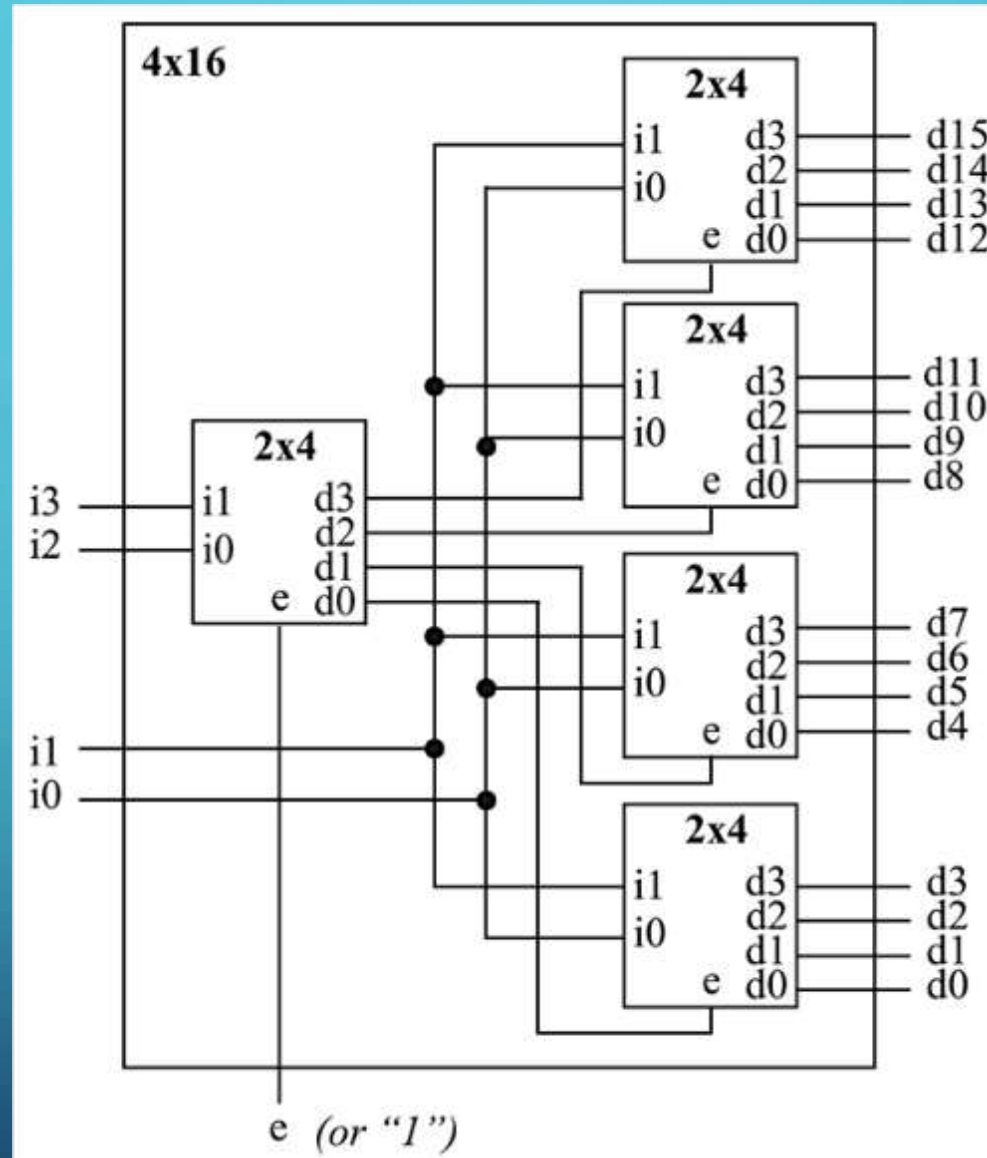 4x16
2x4
i1
i0
e
d3
d2
d1
d0
d15
d14
d13
d12
2x4
i1
i0
e
d3
d2
d1
d0
d11
d10
d9
d8
i3
i2
2x4
i1
i0
e
d3
d2
d1
d0
2x4
i1
i0
e
d3
d2
d1
d0
d7
d6
d5
d4
i1
i0
2x4
i1
i0
e
d3
d2
d1
d0
d3
d2
d1
d0
e (or “1”)